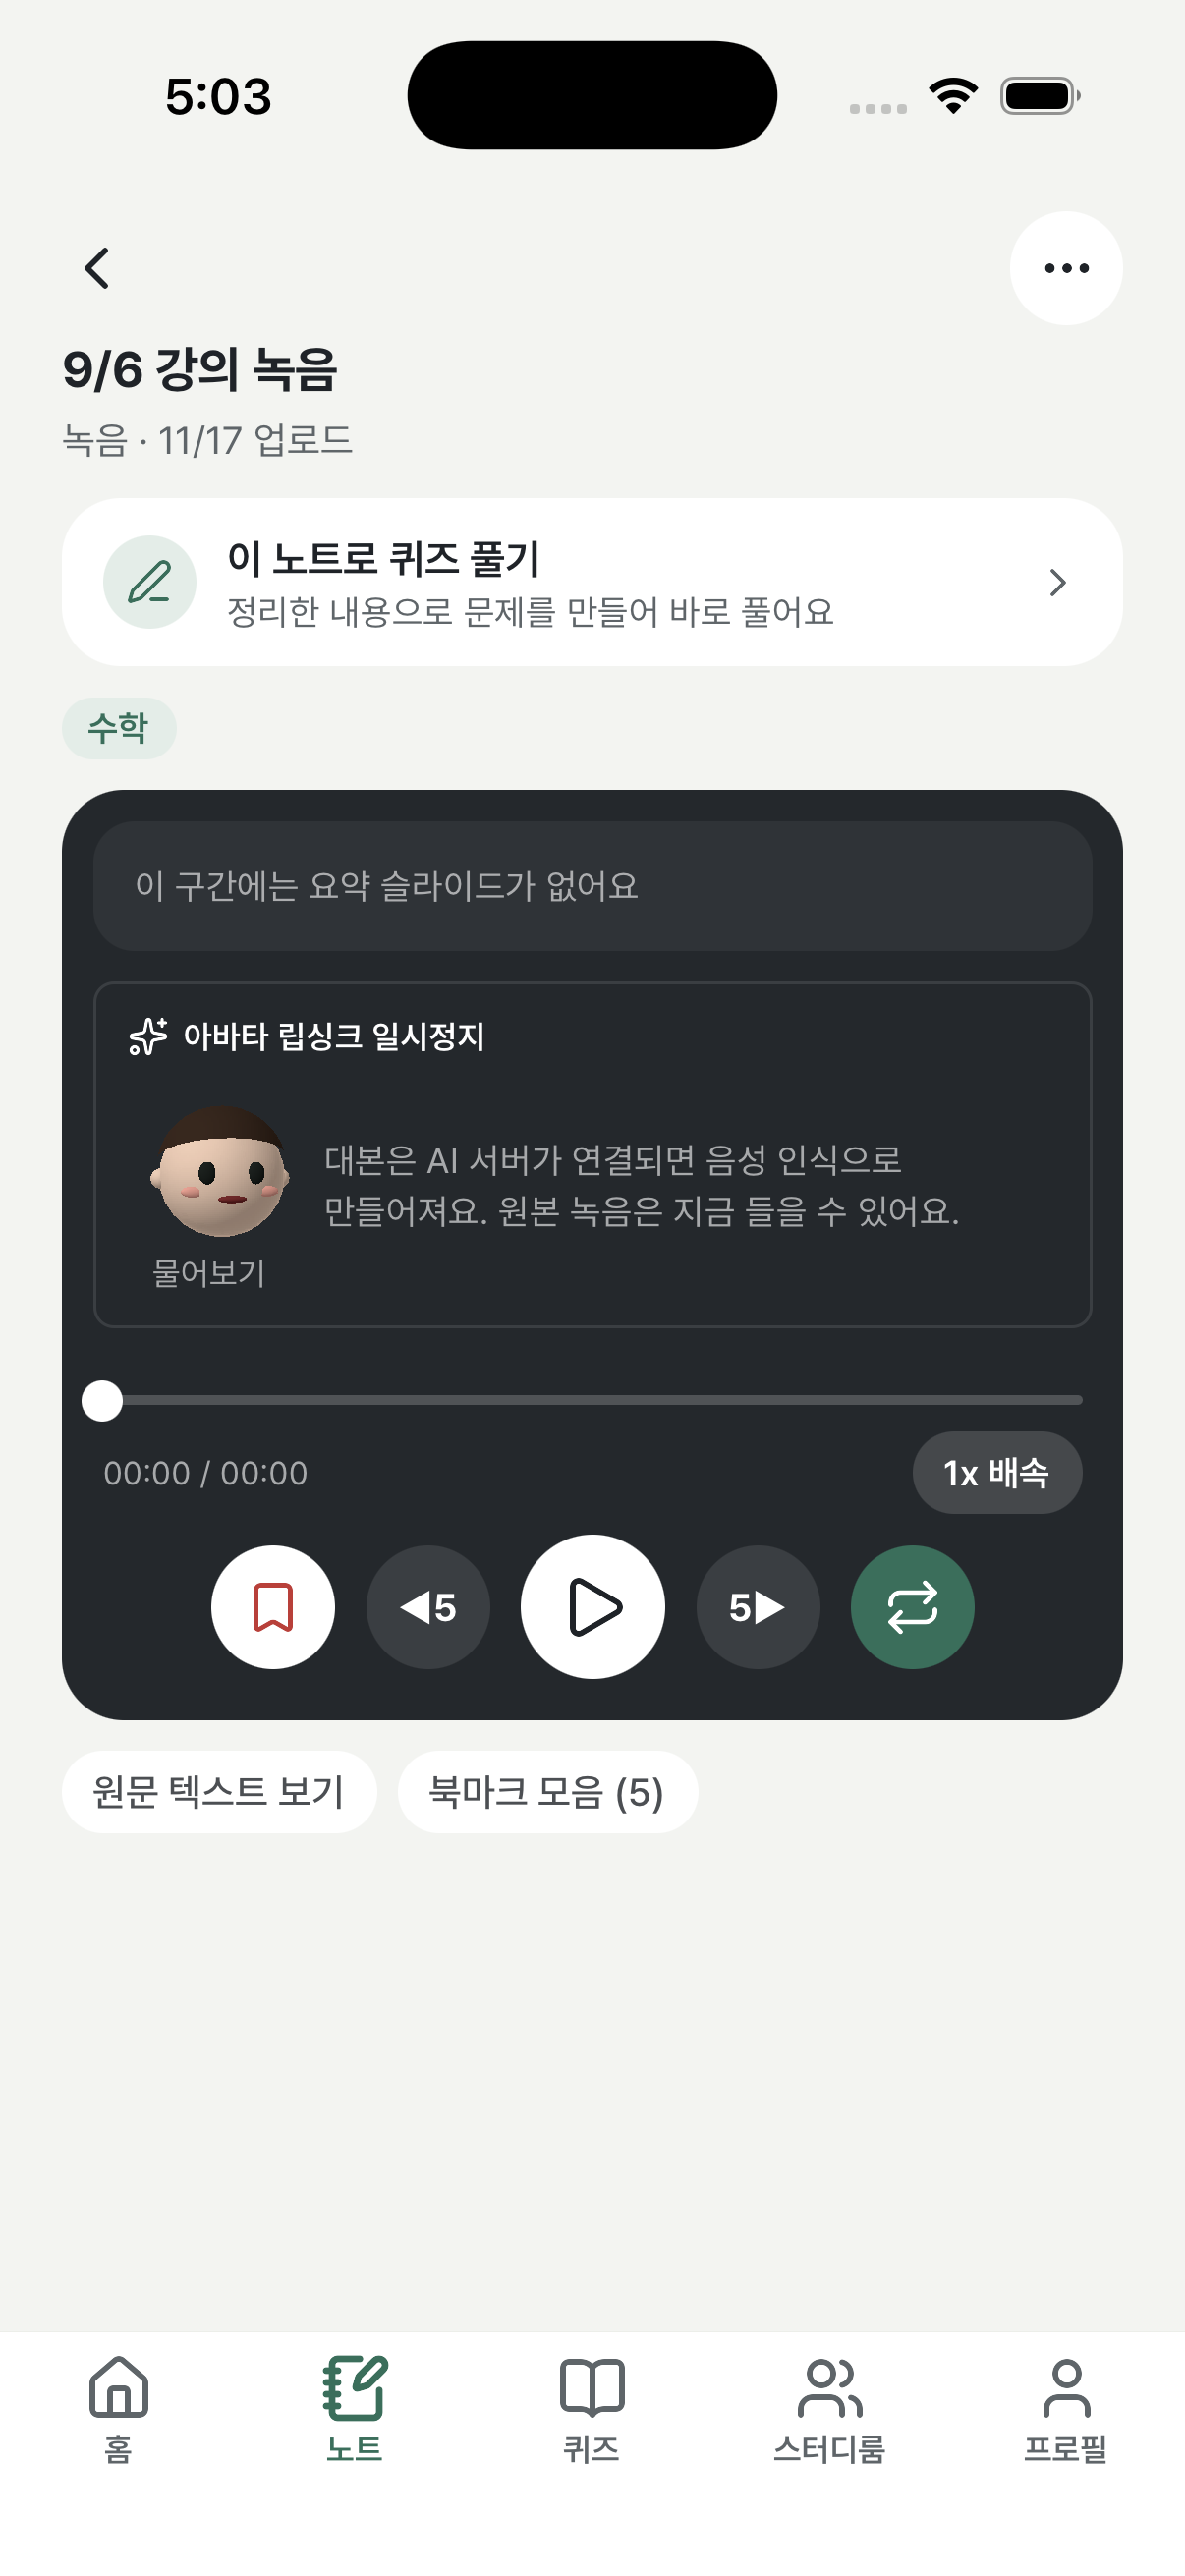 5:03
9/6 강의 녹음
녹음 · 11/17 업로드
이 노트로 퀴즈 풀기
정리한 내용으로 문제를 만들어 바로 풀어요
수학
이 구간에는 요약 슬라이드가 없어요
아바타 립싱크 일시정지
대본은 AI 서버가 연결되면 음성 인식으로
만들어져요. 원본 녹음은 지금 들을 수 있어요.
물어보기
00:00 / 00:00
1x 배속
◀5
5▶
원문 텍스트 보기
북마크 모음 (5)
홈
노트
퀴즈
스터디룸
프로필